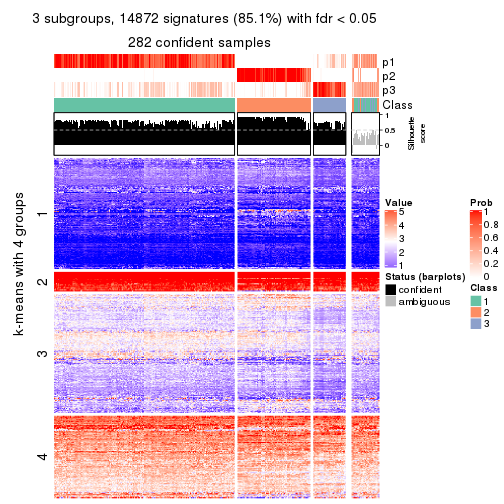 3 subgroups, 14872 signatures (85.1%) with fdr < 0.05
282 confident samples
p1
p2
p3
Class
1
0.5
0
Silhouette
score
k-means with 4 groups
1
2
3
4
Value
5
4
3
2
1
Status (barplots)
confident
ambiguous
Prob
1
0.8
0.6
0.4
0.2
0
Class
1
2
3